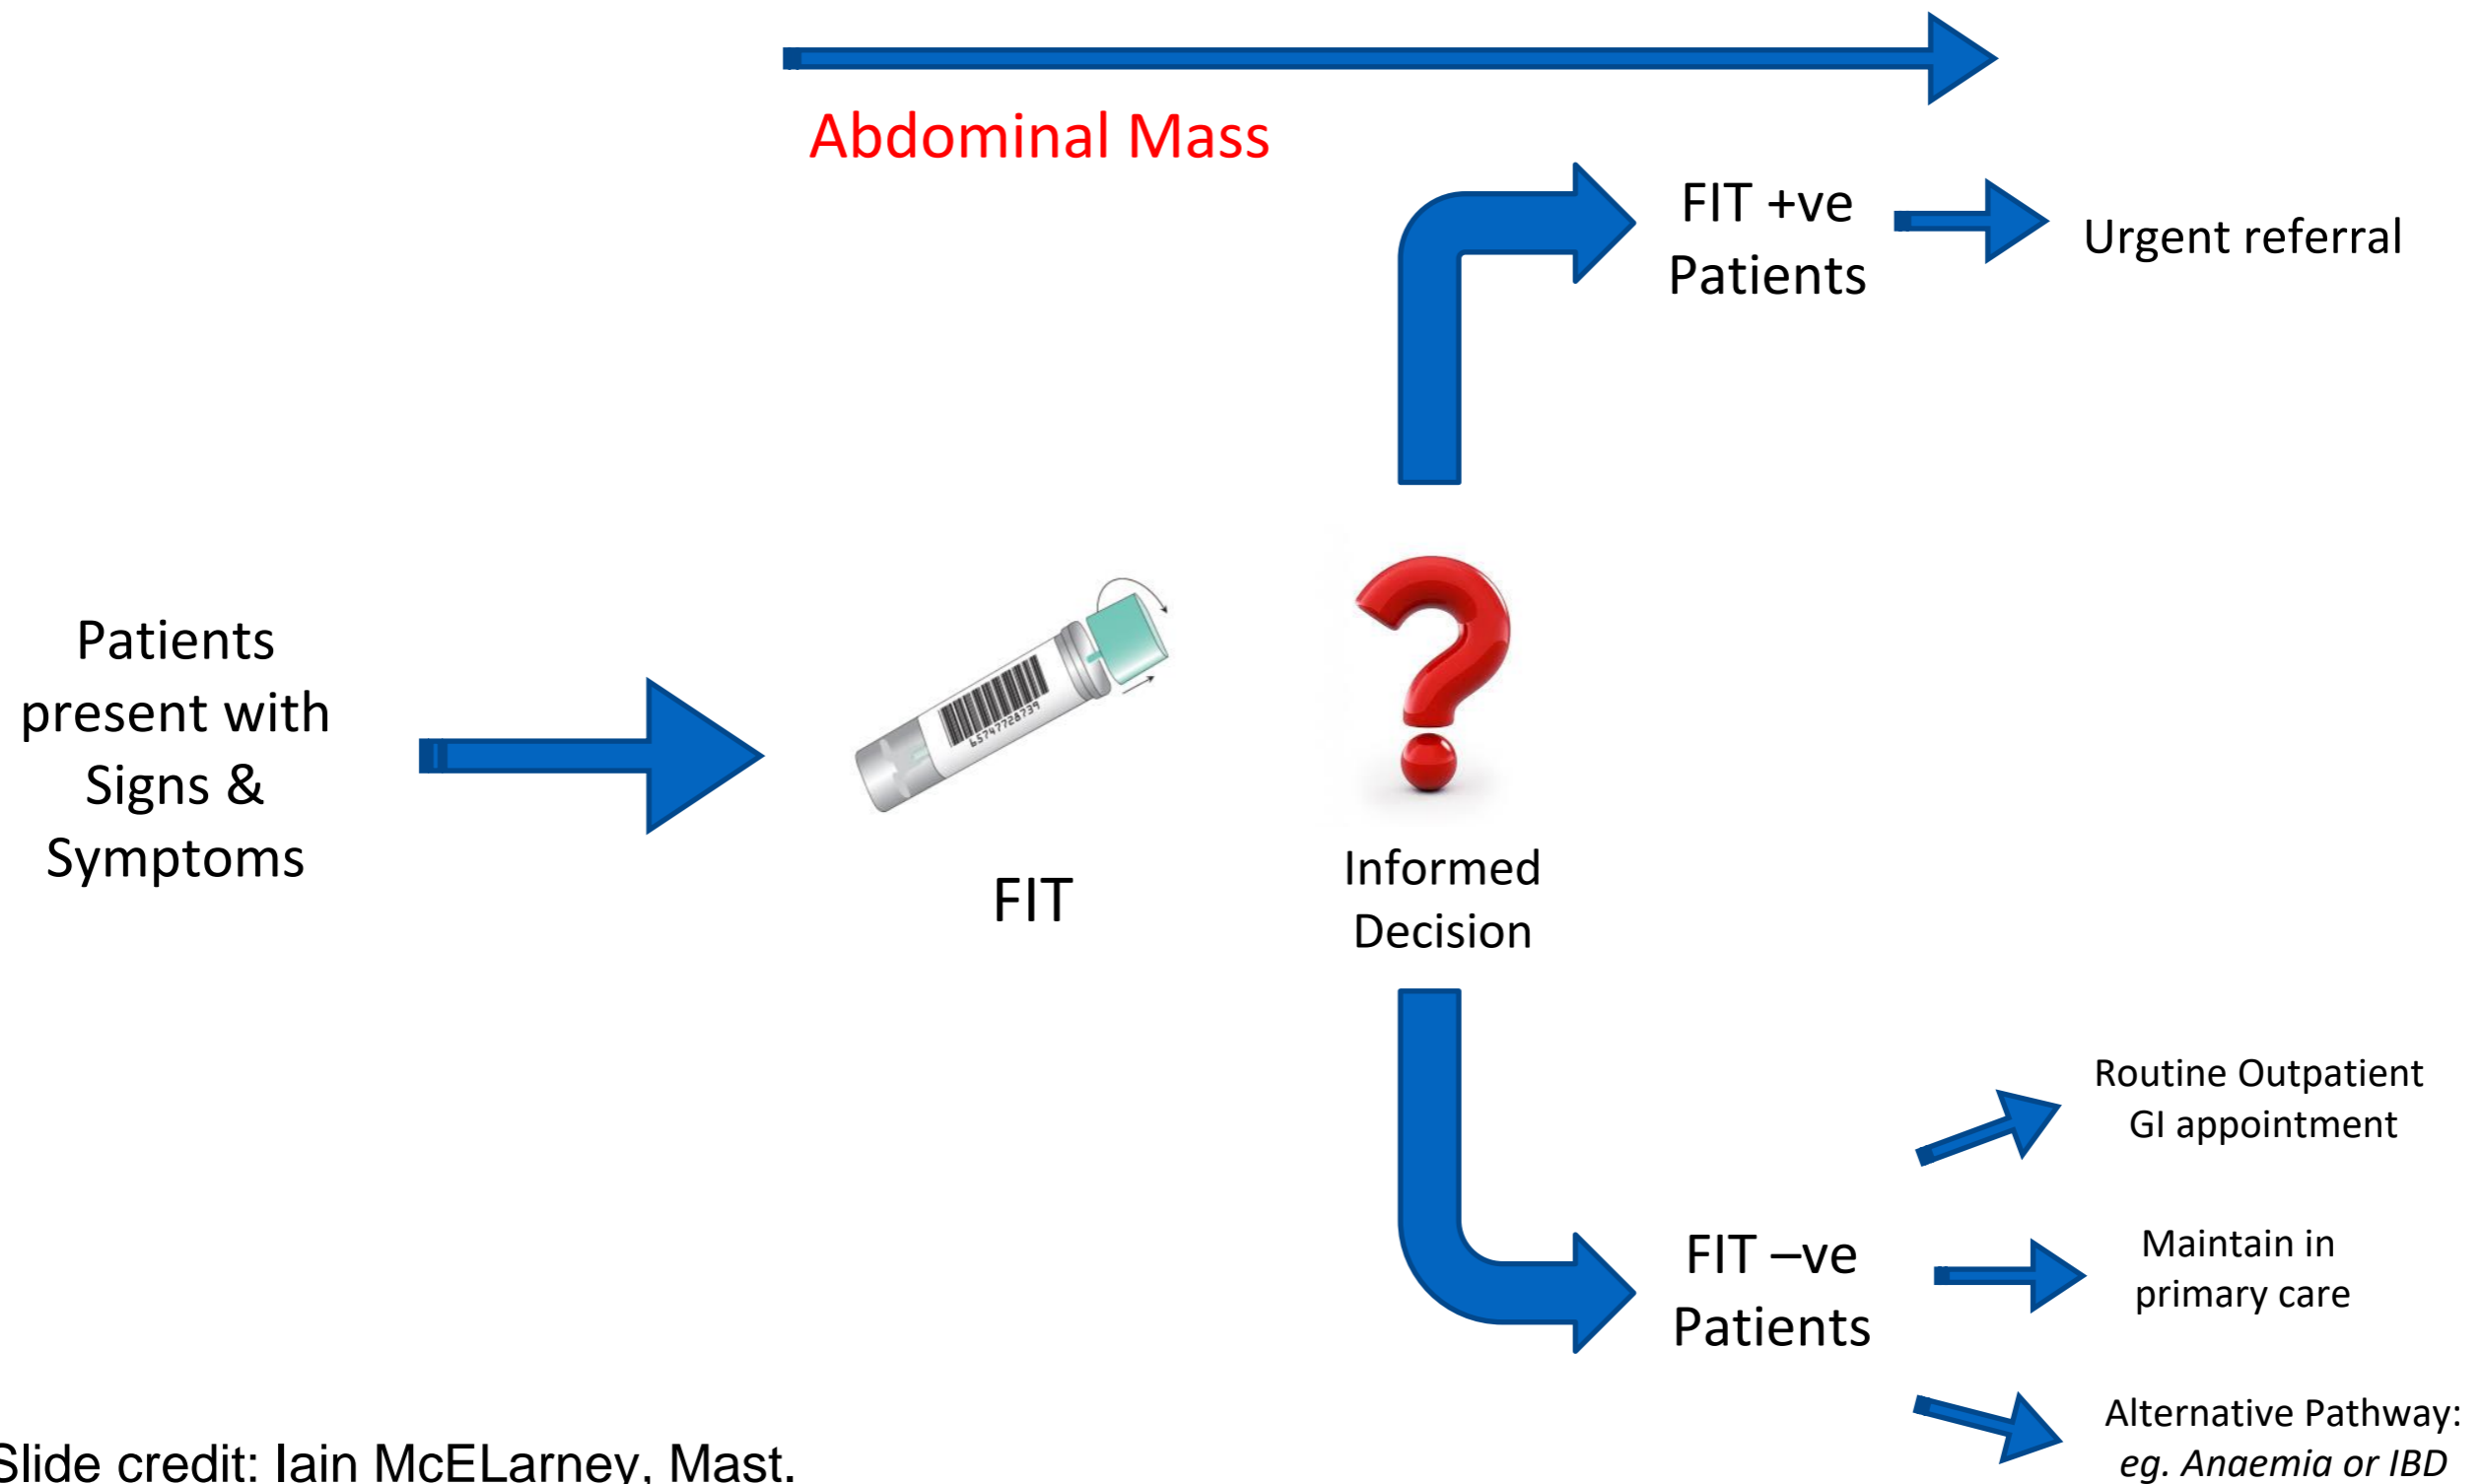 Abdominal Mass
FIT +ve
Patients
Urgent referral
Patients
present with
Signs &
Symptoms
65747728739
FIT
Informed
Decision
Routine Outpatient
GI appointment
FIT –ve
Patients
Maintain in
primary care
Alternative Pathway:
eg. Anaemia or IBD
Slide credit: Iain McELarney, Mast.